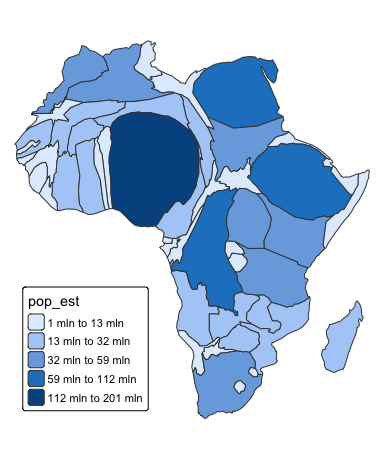 pop_est
1 mln to 13 mln
13 mln to 32 mln
32 mln to 59 mln
59 mln to 112 mln
112 mln to 201 mln